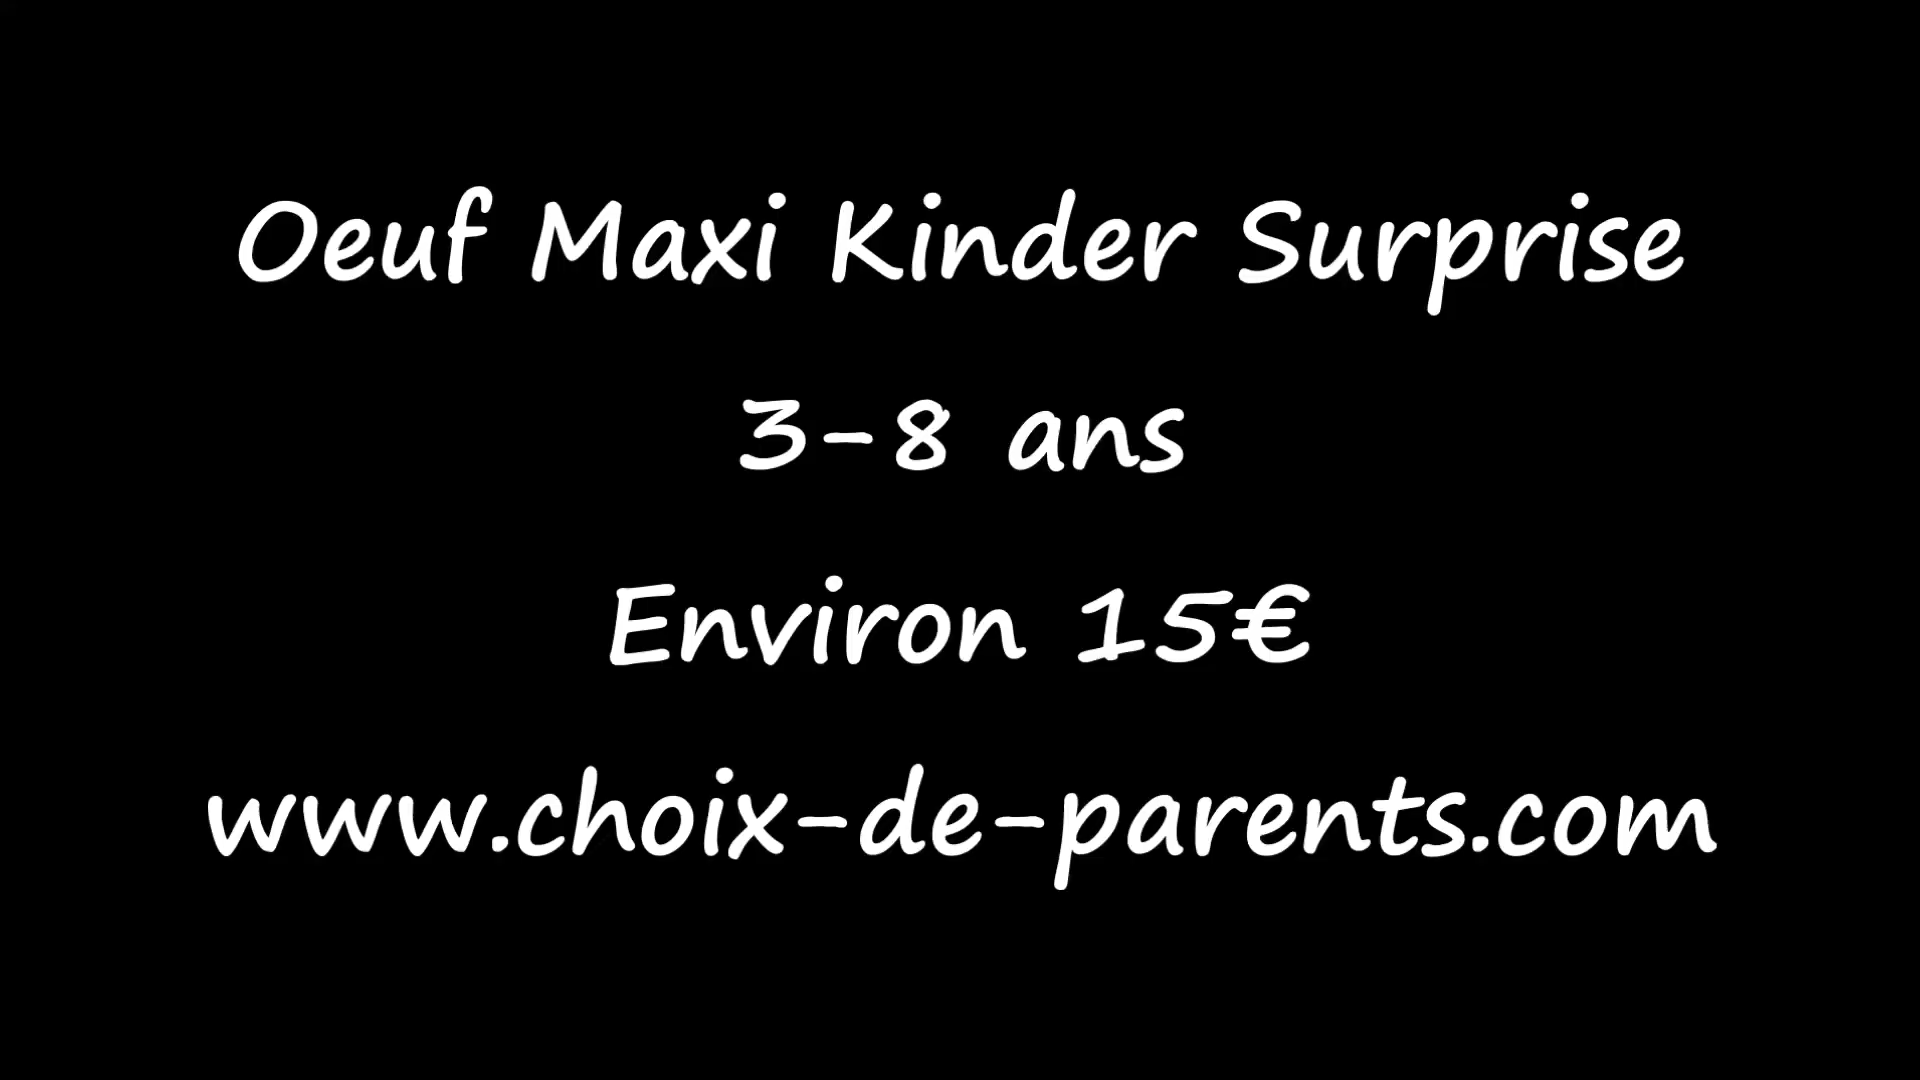 Oeuf Maxi Kinder Surprise
3-8 ans
Environ 15€
www.choix-de-parents.com